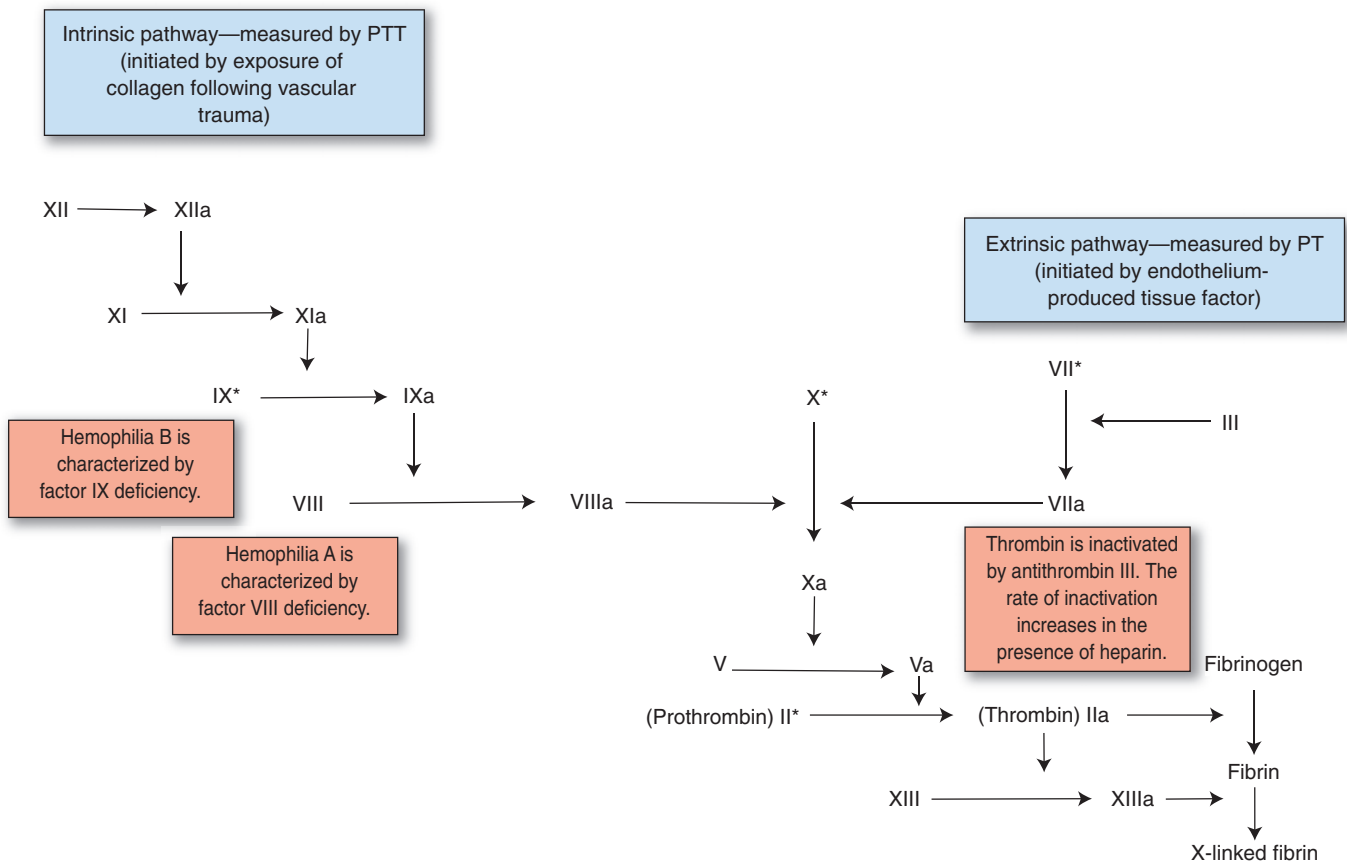 Intrinsic pathway—measured by PTT
(initiated by exposure of
collagen following vascular
trauma)
XII
XIIa
Extrinsic pathway—measured by PT
(initiated by endothelium-
produced tissue factor)
XI
XIa
VII*
IX*
IXa
X*
III
Hemophilia B is
characterized by
factor IX deficiency.
VIII
VIIIa
VIIa
Hemophilia A is
characterized by
factor VIII deficiency.
Thrombin is inactivated
by antithrombin III. The
rate of inactivation
increases in the
presence of heparin.
Xa
V
Va
Fibrinogen
(Prothrombin) II*
(Thrombin) IIa
Fibrin
XIII
XIIIa
X-linked fibrin